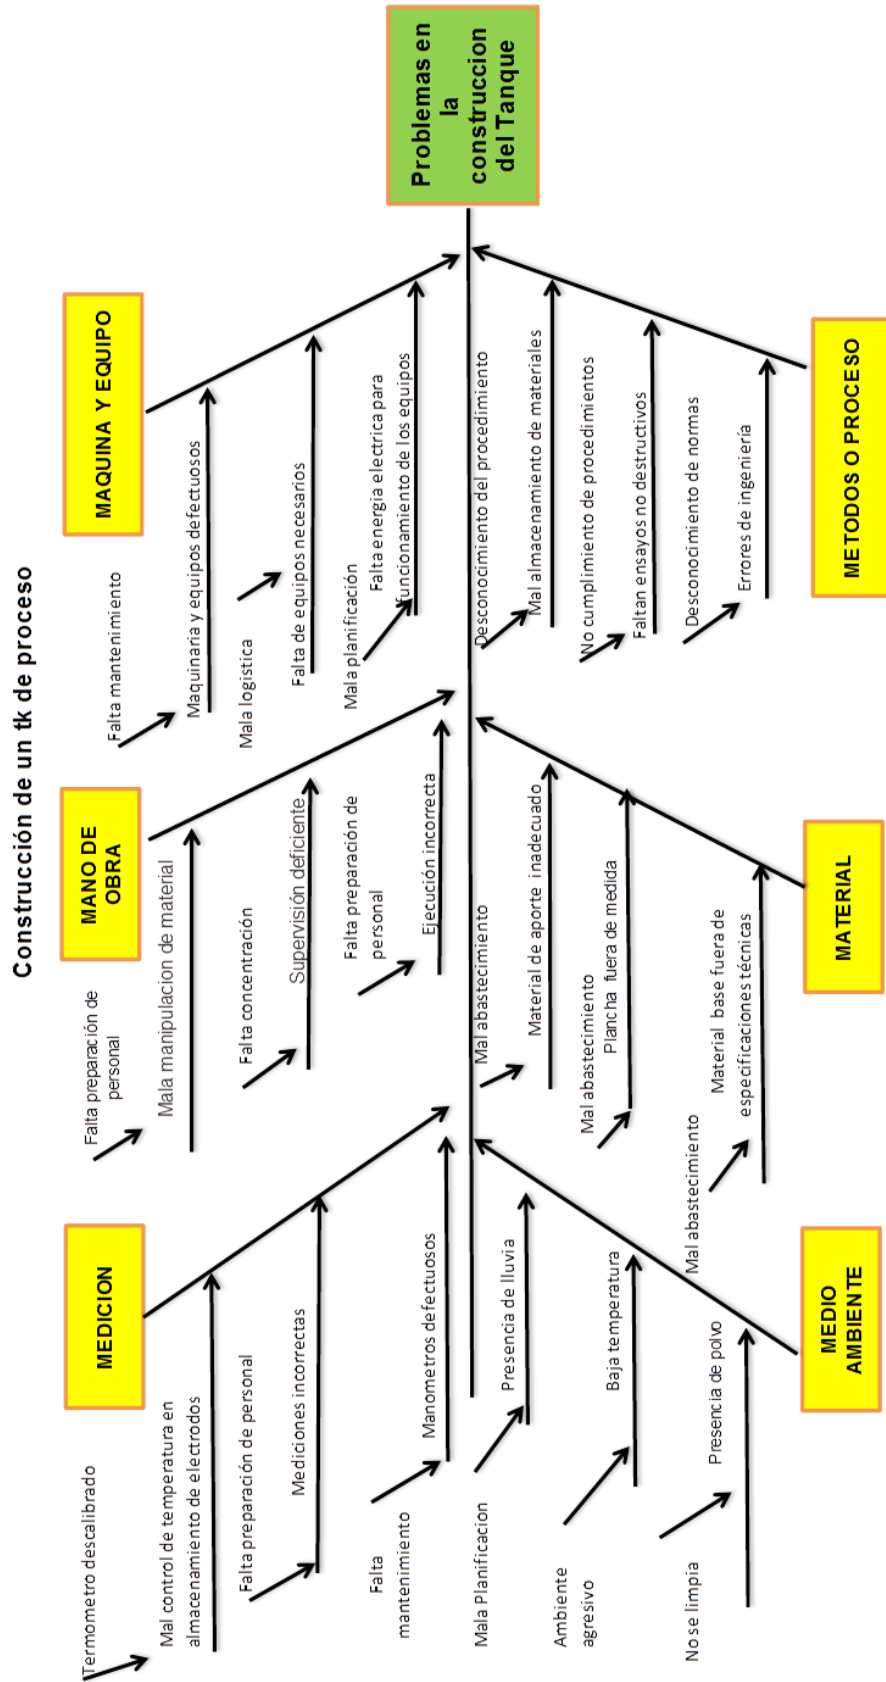 Construcción de un tk de proceso
MEDICION
Termometro descalibrado
Mal control de temperatura en
almacenamiento de electrodos
Falta preparación de personal
Mediciones incorrectas
Falta
mantenimiento
Manometros defectuosos
MANO DE
OBRA
Falta preparación de
personal
Mala manipulacion de material
Falta concentración
Supervisión deficiente
Falta preparación de
personal
Ejecución incorrecta
MAQUINA Y EQUIPO
Falta mantenimiento
Maquinaria y equipos defectuosos
Mala logistica
Falta de equipos necesarios
Mala planificación
Falta energia electrica para
funcionamiento de los equipos
Problemas en
la
construccion
del Tanque
Mala Planificacion
Presencia de lluvia
Ambiente
agresivo
Baja temperatura
No se limpia
Presencia de polvo
MEDIO
AMBIENTE
Mal abastecimiento
Material de aporte inadecuado
Mal abastecimiento
Plancha fuera de medida
Mal abastecimiento
Material base fuera de
especificaciones técnicas
MATERIAL
Desconocimiento del procedimiento
Mal almacenamiento de materiales
No cumplimiento de procedimientos
Faltan ensayos no destructivos
Desconocimiento de normas
Errores de ingeniería
METODOS O PROCESO